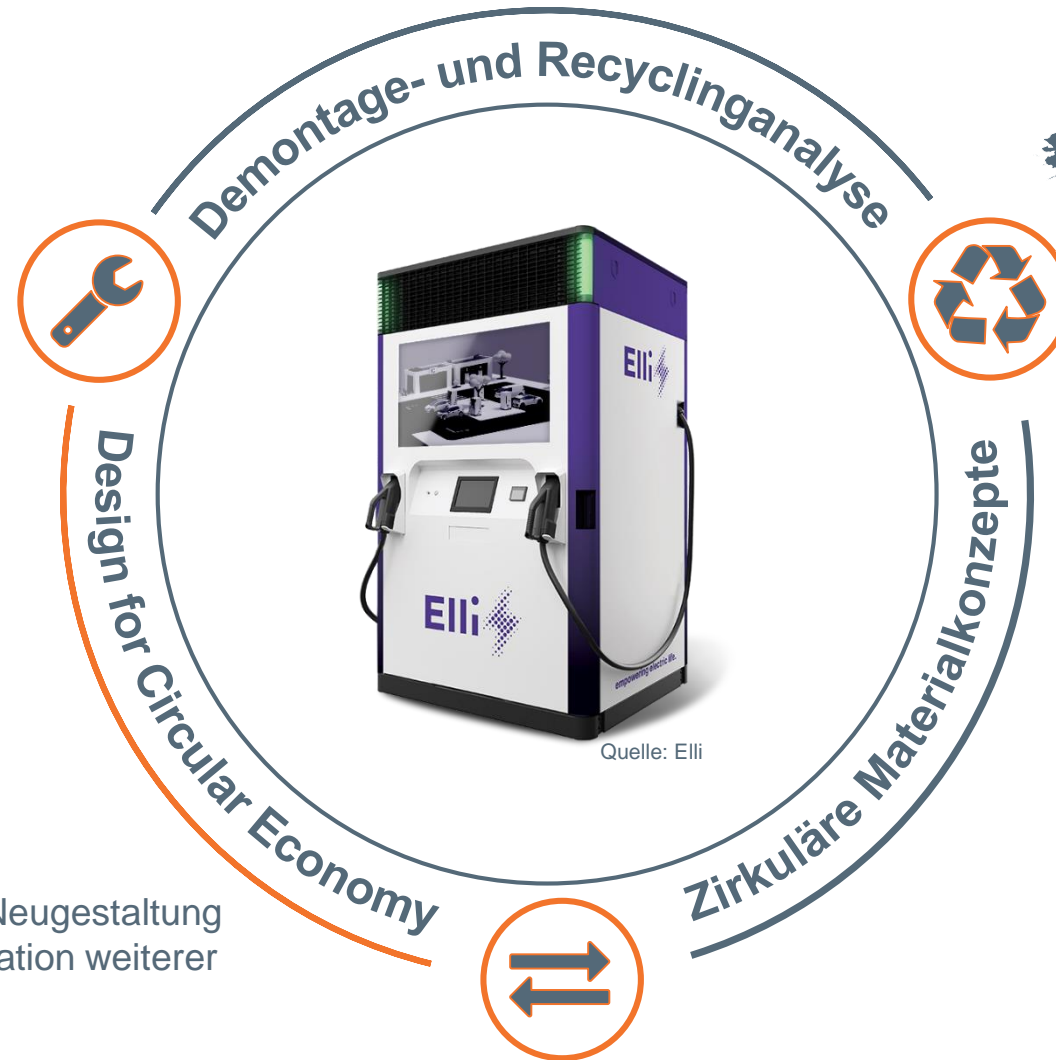 Demontage- und Recyclinganalyse
Elli
Elli
empowering electric life.
Quelle: Elli
Zirkuläre Materialkonzepte
Design for Circular Economy
Neugestaltung
ation weiterer